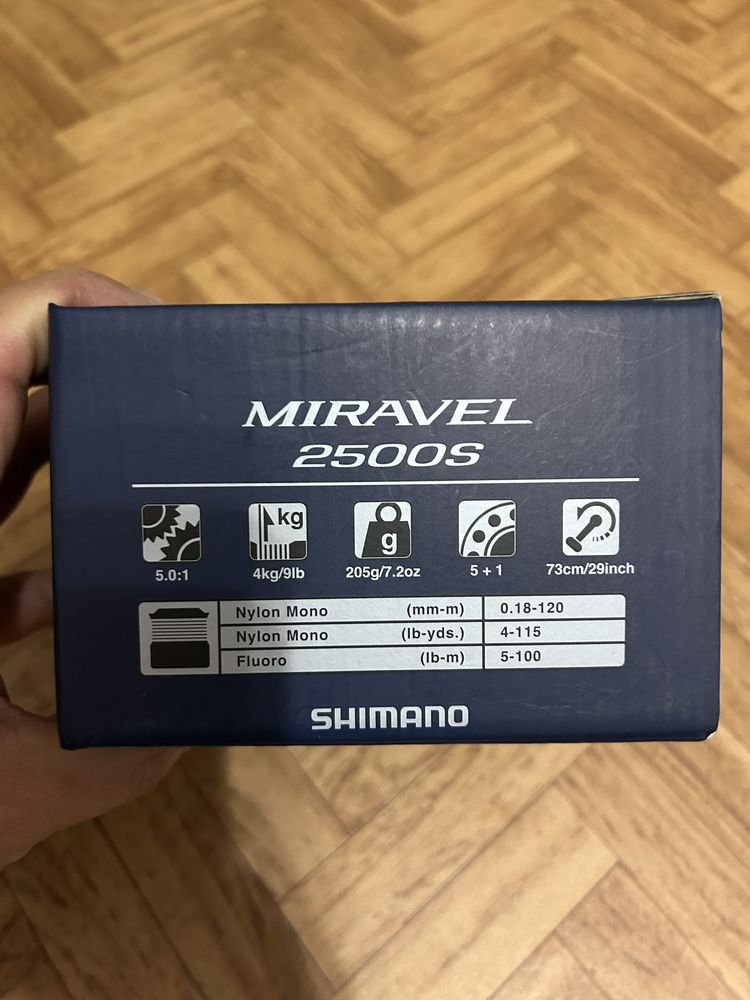 MIRAVEL
2500S
kg
g
5.0:1 4kg/9lb 205g/7.2oz 5 + 1 73cm/29inch
Nylon Mono (mm-m) 0.18-120
Nylon Mono (lb-yds.) 4-115
Fluoro (lb-m) 5-100
SHIMANO